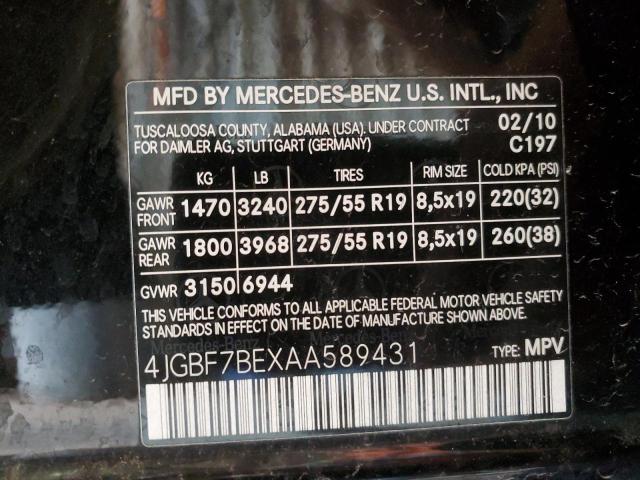 MFD BY MERCEDES-BENZ U.S. INTL., INC
TUSCALOOSA COUNTY, ALABAMA (USA). UNDER CONTRACT 02/10
FOR DAIMLER AG, STUTTGART (GERMANY) C197
KG LB TIRES RIM SIZE COLD KPA (PSI)
GAWR FRONT 1470 3240 275/55 R19 8,5x19 220(32)
GAWR REAR 1800 3968 275/55 R19 8,5x19 260(38)
GVWR 3150 6944
THIS VEHICLE CONFORMS TO ALL APPLICABLE FEDERAL MOTOR VEHICLE SAFETY
STANDARDS IN EFFECT ON THE DATE OF MANUFACTURE SHOWN ABOVE.
Mercedes-Benz Mercedes-Benz
4JGBF7BEXAA589431 TYPE: MPV